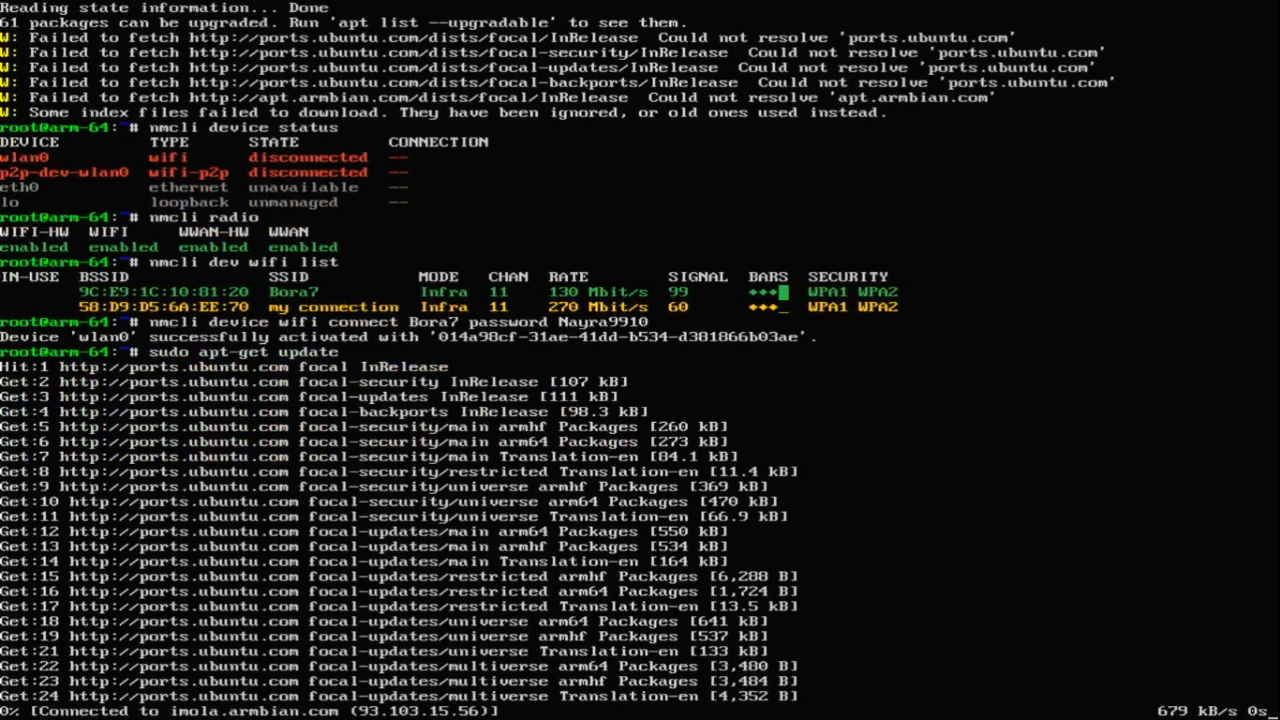 Reading state information... Done
61 packages can be upgraded. Run 'apt list --upgradable' to see them.
W: Failed to fetch http://ports.ubuntu.com/dists/focal/InRelease  Could not resolve 'ports.ubuntu.com'
W: Failed to fetch http://ports.ubuntu.com/dists/focal-security/InRelease  Could not resolve 'ports.ubuntu.com'
W: Failed to fetch http://ports.ubuntu.com/dists/focal-updates/InRelease  Could not resolve 'ports.ubuntu.com'
W: Failed to fetch http://ports.ubuntu.com/dists/focal-backports/InRelease  Could not resolve 'ports.ubuntu.com'
W: Failed to fetch http://apt.armbian.com/dists/focal/InRelease  Could not resolve 'apt.armbian.com'
W: Some index files failed to download. They have been ignored, or old ones used instead.
root@arm-64:~# nmcli device status
DEVICE         TYPE      STATE         CONNECTION
wlan0          wifi      disconnected  --
p2p-dev-wlan0  wifi-p2p  disconnected  --
eth0           ethernet  unavailable   --
lo             loopback  unmanaged     --
root@arm-64:~# nmcli radio
WIFI-HW  WIFI     WWAN-HW  WWAN
enabled  enabled  enabled  enabled
root@arm-64:~# nmcli dev wifi list
IN-USE  BSSID              SSID           MODE   CHAN  RATE        SIGNAL  BARS  SECURITY
9C:E9:1C:10:81:20  Bora7          Infra  11    130 Mbit/s  99      ◆◆◆█  WPA1 WPA2
58:D9:D5:6A:EE:70  my connection  Infra  11    270 Mbit/s  60      ◆◆◆_  WPA1 WPA2
root@arm-64:~# nmcli device wifi connect Bora7 password Nayra9910
Device 'wlan0' successfully activated with '014a98cf-31ae-41dd-b534-d381866b03ae'.
root@arm-64:~# sudo apt-get update
Hit:1 http://ports.ubuntu.com focal InRelease
Get:2 http://ports.ubuntu.com focal-security InRelease [107 kB]
Get:3 http://ports.ubuntu.com focal-updates InRelease [111 kB]
Get:4 http://ports.ubuntu.com focal-backports InRelease [98.3 kB]
Get:5 http://ports.ubuntu.com focal-security/main armhf Packages [260 kB]
Get:6 http://ports.ubuntu.com focal-security/main arm64 Packages [273 kB]
Get:7 http://ports.ubuntu.com focal-security/main Translation-en [84.1 kB]
Get:8 http://ports.ubuntu.com focal-security/restricted Translation-en [11.4 kB]
Get:9 http://ports.ubuntu.com focal-security/universe armhf Packages [369 kB]
Get:10 http://ports.ubuntu.com focal-security/universe arm64 Packages [470 kB]
Get:11 http://ports.ubuntu.com focal-security/universe Translation-en [66.9 kB]
Get:12 http://ports.ubuntu.com focal-updates/main arm64 Packages [550 kB]
Get:13 http://ports.ubuntu.com focal-updates/main armhf Packages [534 kB]
Get:14 http://ports.ubuntu.com focal-updates/main Translation-en [164 kB]
Get:15 http://ports.ubuntu.com focal-updates/restricted armhf Packages [6,288 B]
Get:16 http://ports.ubuntu.com focal-updates/restricted arm64 Packages [1,724 B]
Get:17 http://ports.ubuntu.com focal-updates/restricted Translation-en [13.5 kB]
Get:18 http://ports.ubuntu.com focal-updates/universe arm64 Packages [641 kB]
Get:19 http://ports.ubuntu.com focal-updates/universe armhf Packages [537 kB]
Get:21 http://ports.ubuntu.com focal-updates/universe Translation-en [133 kB]
Get:22 http://ports.ubuntu.com focal-updates/multiverse arm64 Packages [3,480 B]
Get:23 http://ports.ubuntu.com focal-updates/multiverse armhf Packages [3,484 B]
Get:24 http://ports.ubuntu.com focal-updates/multiverse Translation-en [4,352 B]
0% [Connected to imola.armbian.com (93.103.15.56)]  679 kB/s 0s